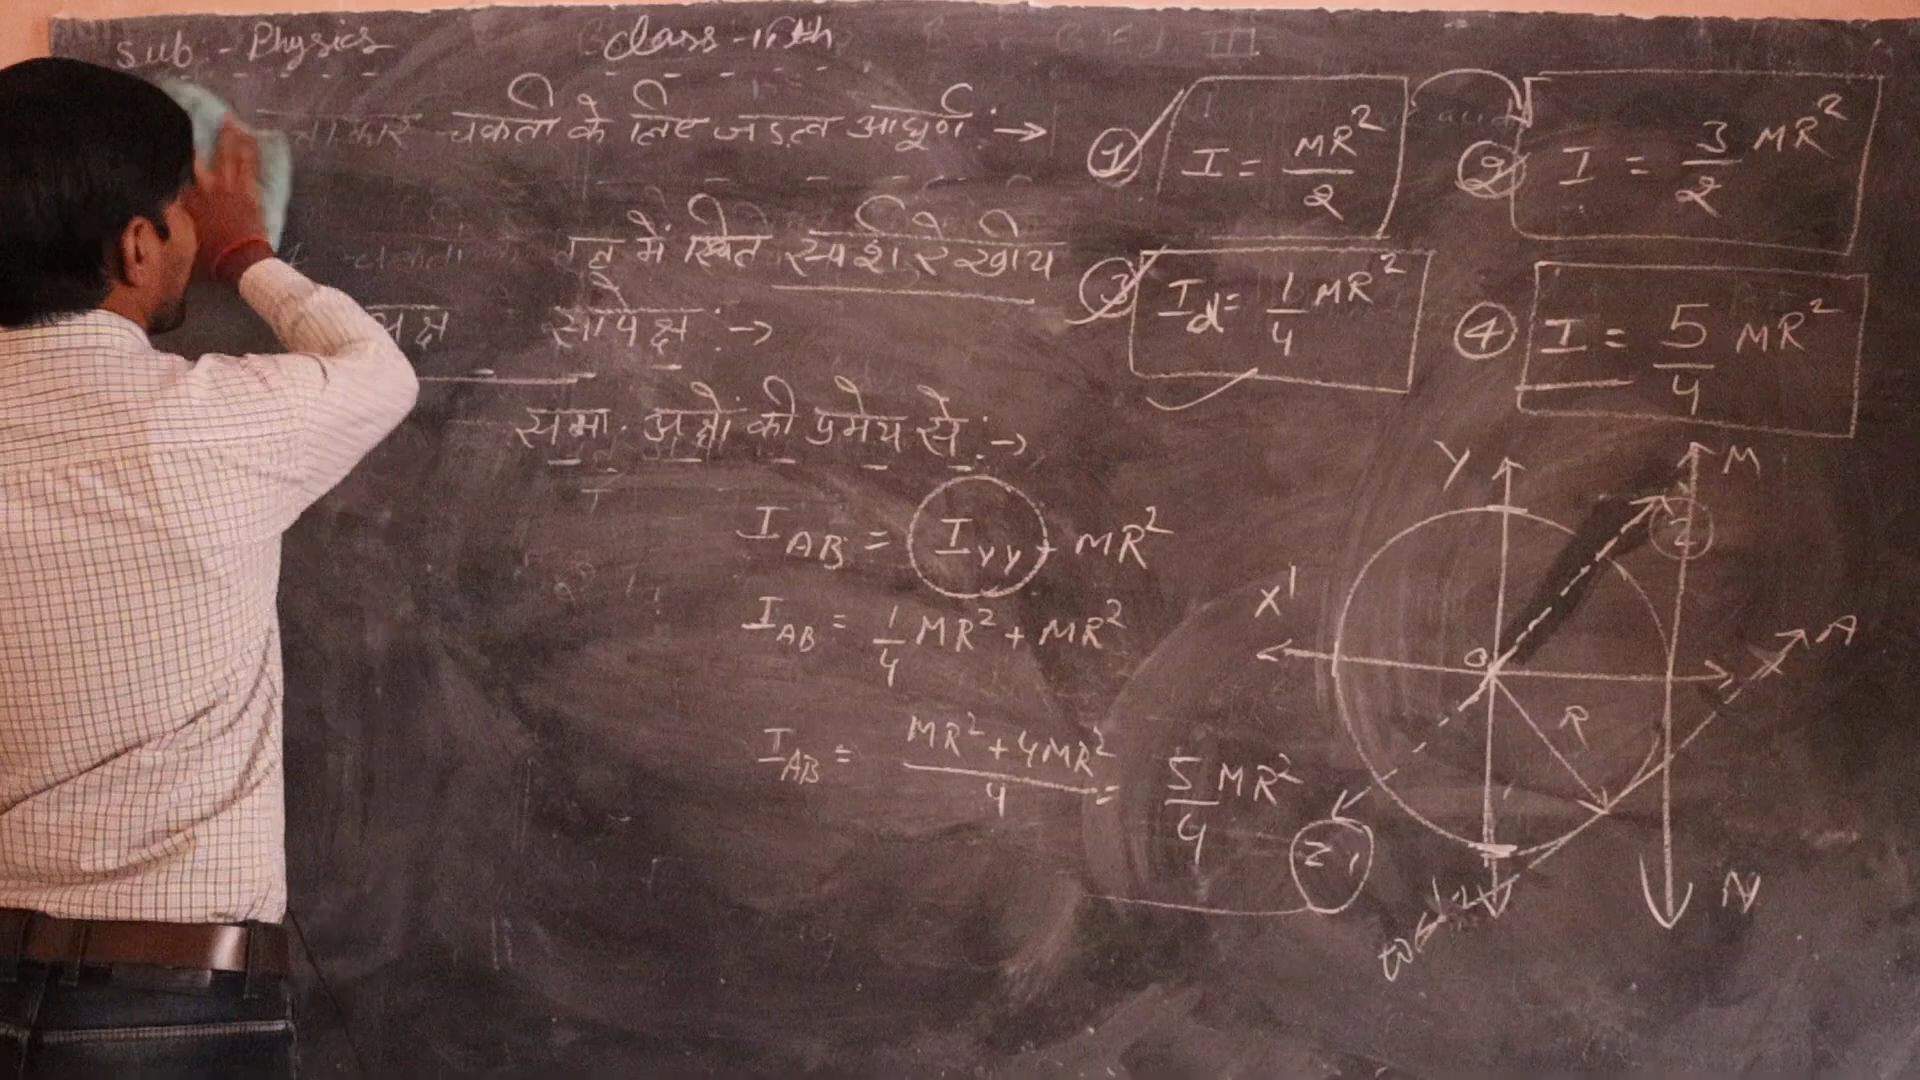 Sub - Physics Class - 11th
चकती के लिए जड़त्व आघूर्ण :→
① I = MR²/2
② I = 3/2 MR²
तल में स्थित स्पर्श रेखीय
③ I_d = 1/4 MR²
④ I = 5/4 MR²
अक्ष सापेक्ष :→
समा. अक्षों की प्रमेय से :→
I_AB = I_YY + MR²
I_AB = 1/4 MR² + MR²
I_AB = (MR² + 4MR²)/4 = 5/4 MR²
Y M
Z
X'
O A
R
Z'
N